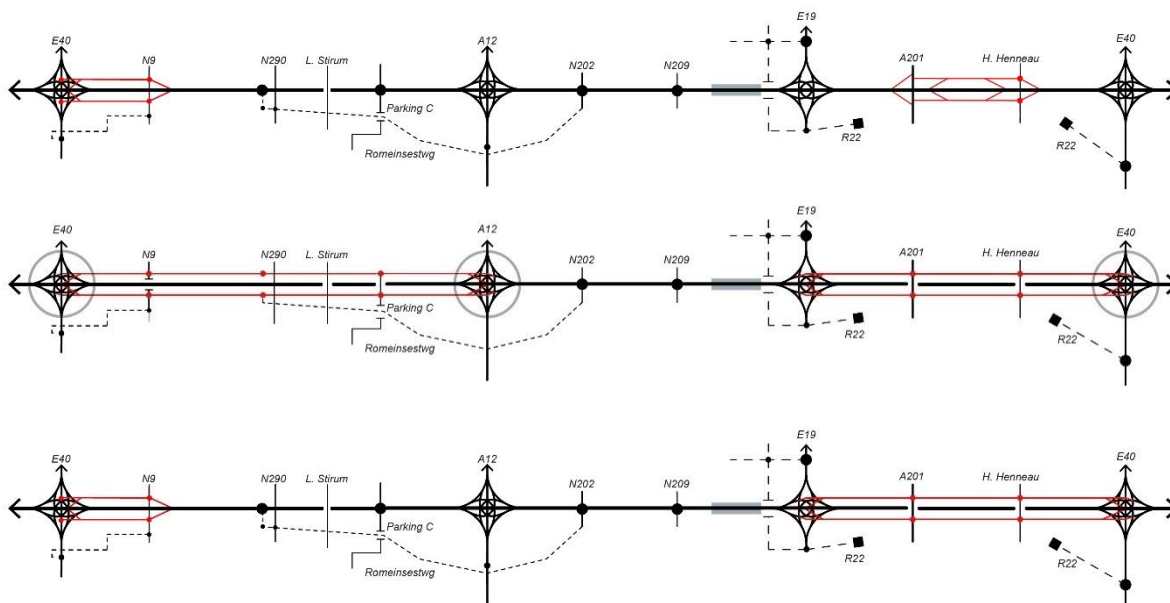 E40
N9
N290
L. Stirum
A12
N202
N209
E19
A201
H. Henneau
E40
Parking C
Romeinsestwg
R22
R22
E40
N9
N290
L. Stirum
A12
N202
N209
E19
A201
H. Henneau
E40
Parking C
Romeinsestwg
R22
R22
E40
N9
N290
L. Stirum
A12
N202
N209
E19
A201
H. Henneau
E40
Parking C
Romeinsestwg
R22
R22